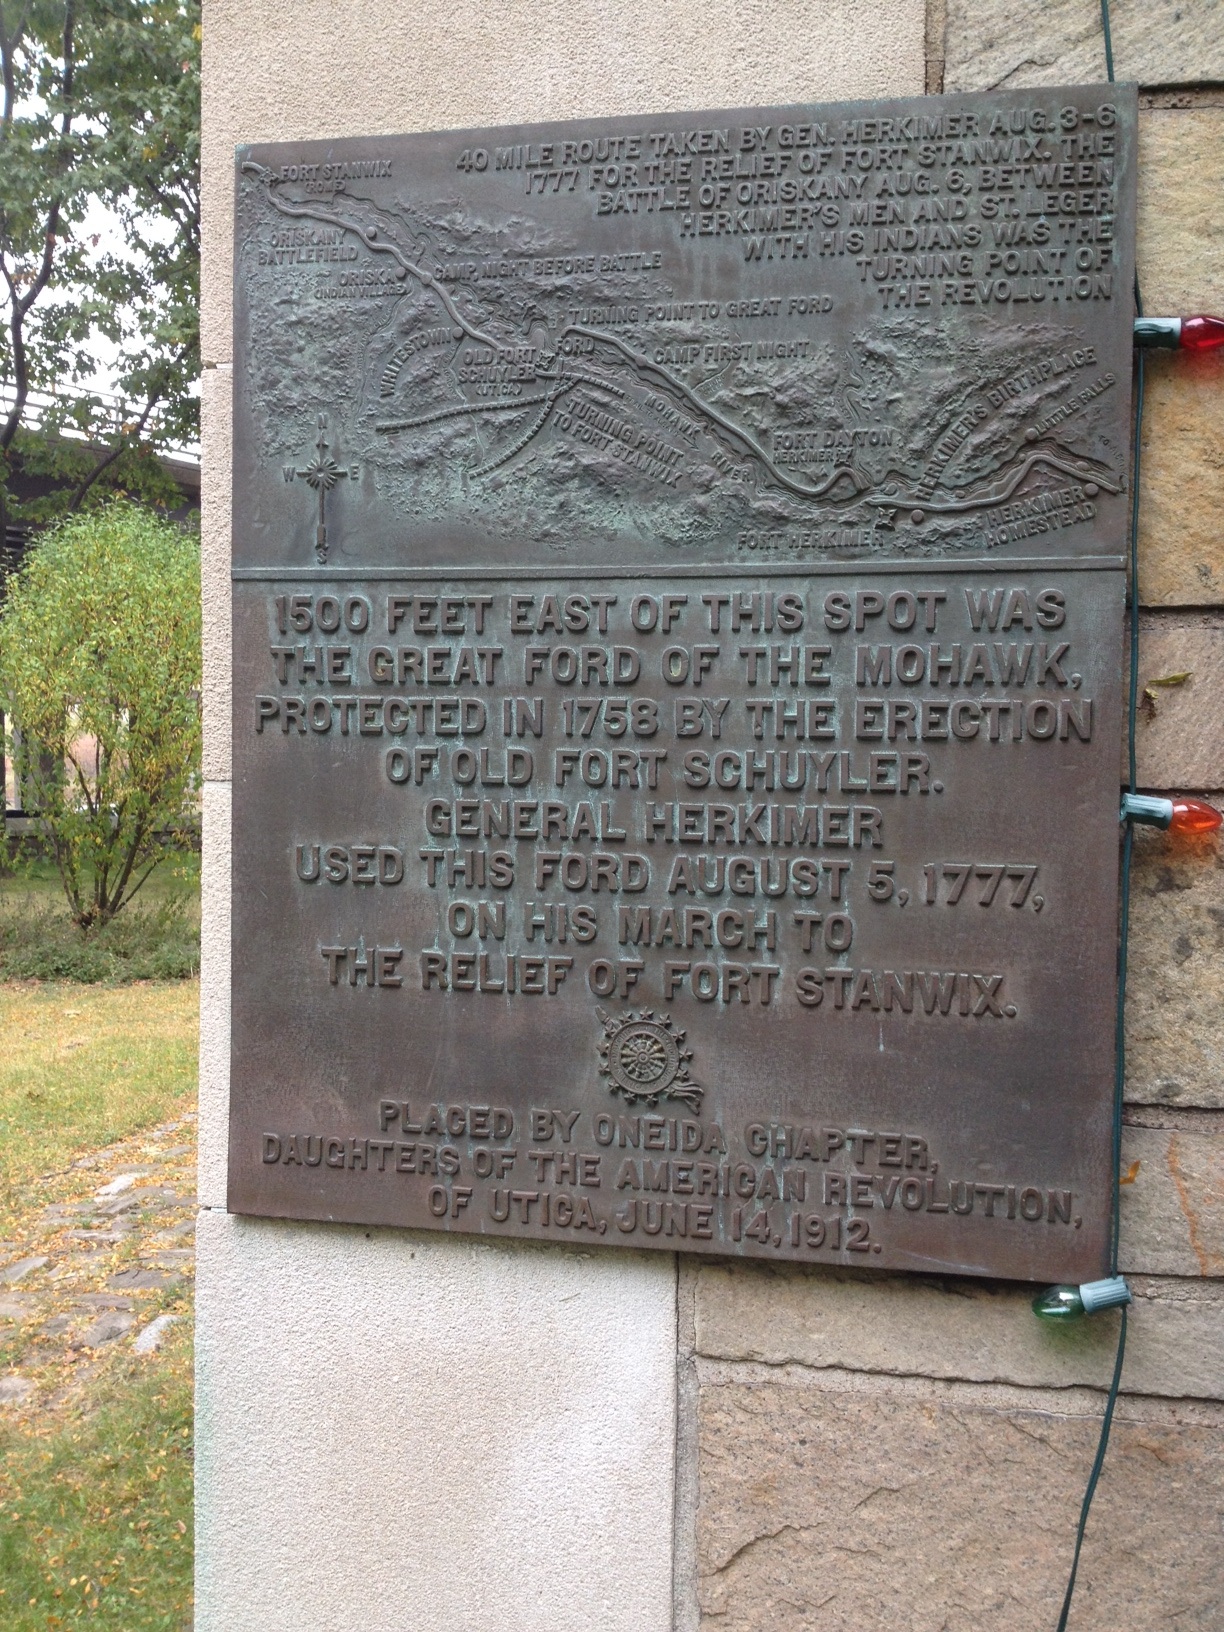 40 MILE ROUTE TAKEN BY GEN. HERKIMER AUG. 3-6
1777 FOR THE RELIEF OF FORT STANWIX. THE
BATTLE OF ORISKANY AUG. 6, BETWEEN
HERKIMER'S MEN AND ST. LEGER
WITH HIS INDIANS WAS THE
TURNING POINT OF
THE REVOLUTION
FORT STANWIX
(ROME)
ORISKANY
BATTLEFIELD
ORISKA
(INDIAN VILLAGE)
CAMP, NIGHT BEFORE BATTLE
WHITESTOWN
TURNING POINT TO GREAT FORD
OLD FORT
SCHUYLER
(UTICA)
FORD
CAMP FIRST NIGHT
TURNING POINT
TO FORT STANWIX
MOHAWK
RIVER
FORT DAYTON
HERKIMER
HERKIMER'S BIRTHPLACE
LITTLE FALLS
FORT HERKIMER
HERKIMER
HOMESTEAD
N
W E
1500 FEET EAST OF THIS SPOT WAS
THE GREAT FORD OF THE MOHAWK,
PROTECTED IN 1758 BY THE ERECTION
OF OLD FORT SCHUYLER.
GENERAL HERKIMER
USED THIS FORD AUGUST 5, 1777,
ON HIS MARCH TO
THE RELIEF OF FORT STANWIX.
PLACED BY ONEIDA CHAPTER,
DAUGHTERS OF THE AMERICAN REVOLUTION,
OF UTICA, JUNE 14, 1912.